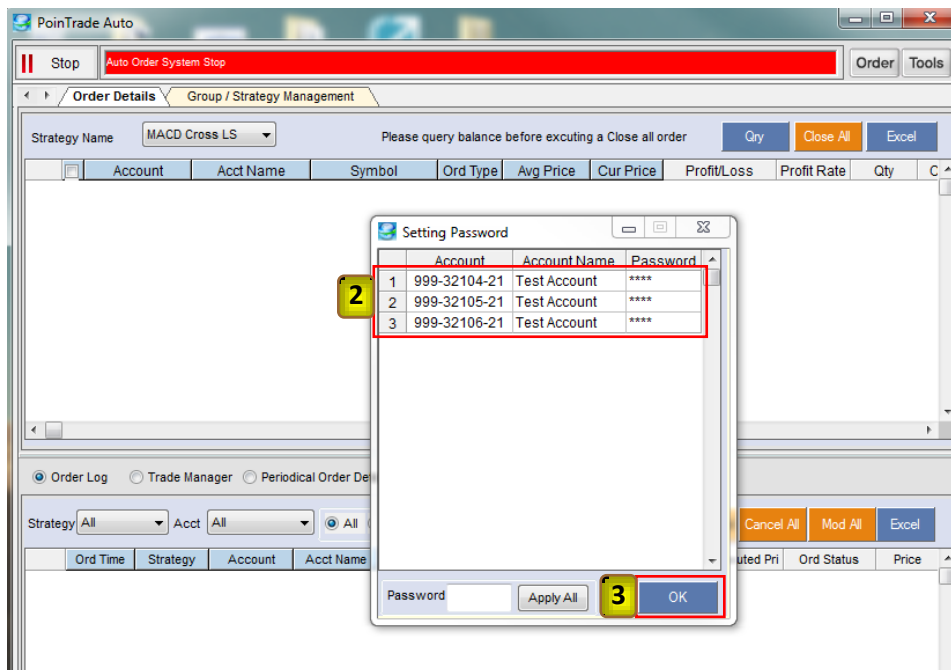 PoinTrade Auto
Stop Auto Order System Stop Order Tools
Order Details Group / Strategy Management
Strategy Name MACD Cross LS Please query balance before excuting a Close all order Qry Close All Excel
Account Acct Name Symbol Ord Type Avg Price Cur Price Profit/Loss Profit Rate Qty C
Setting Password
Account Account Name Password
2
1 999-32104-21 Test Account ****
2 999-32105-21 Test Account ****
3 999-32106-21 Test Account ****
Order Log Trade Manager Periodical Order De
Strategy All Acct All All Cancel All Mod All Excel
Ord Time Strategy Account Acct Name uted Pri Ord Status Price
Password Apply All 3 OK